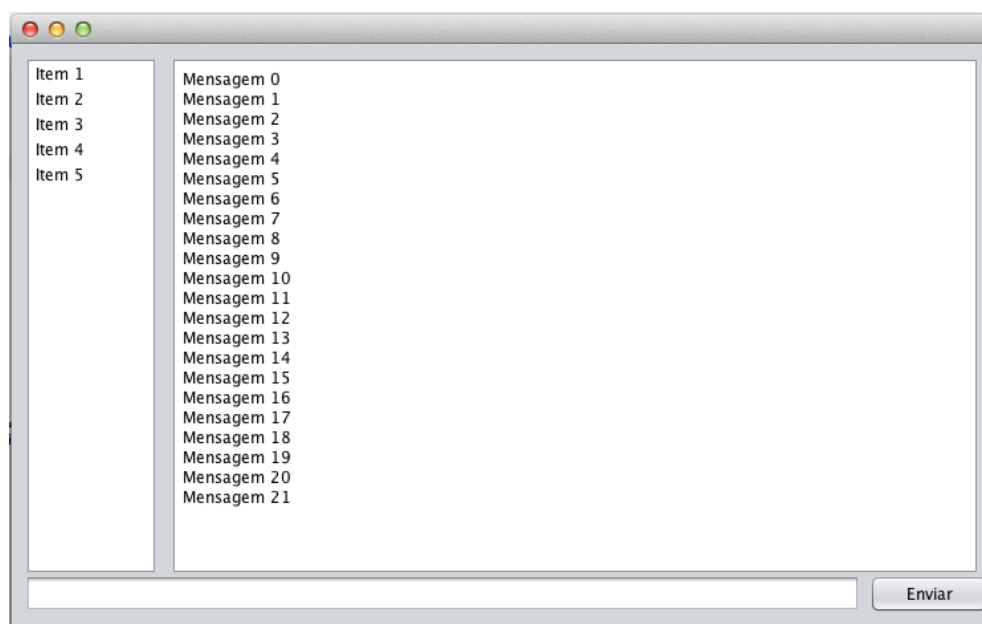 Item 1
Item 2
Item 3
Item 4
Item 5
Mensagem 0
Mensagem 1
Mensagem 2
Mensagem 3
Mensagem 4
Mensagem 5
Mensagem 6
Mensagem 7
Mensagem 8
Mensagem 9
Mensagem 10
Mensagem 11
Mensagem 12
Mensagem 13
Mensagem 14
Mensagem 15
Mensagem 16
Mensagem 17
Mensagem 18
Mensagem 19
Mensagem 20
Mensagem 21
Enviar